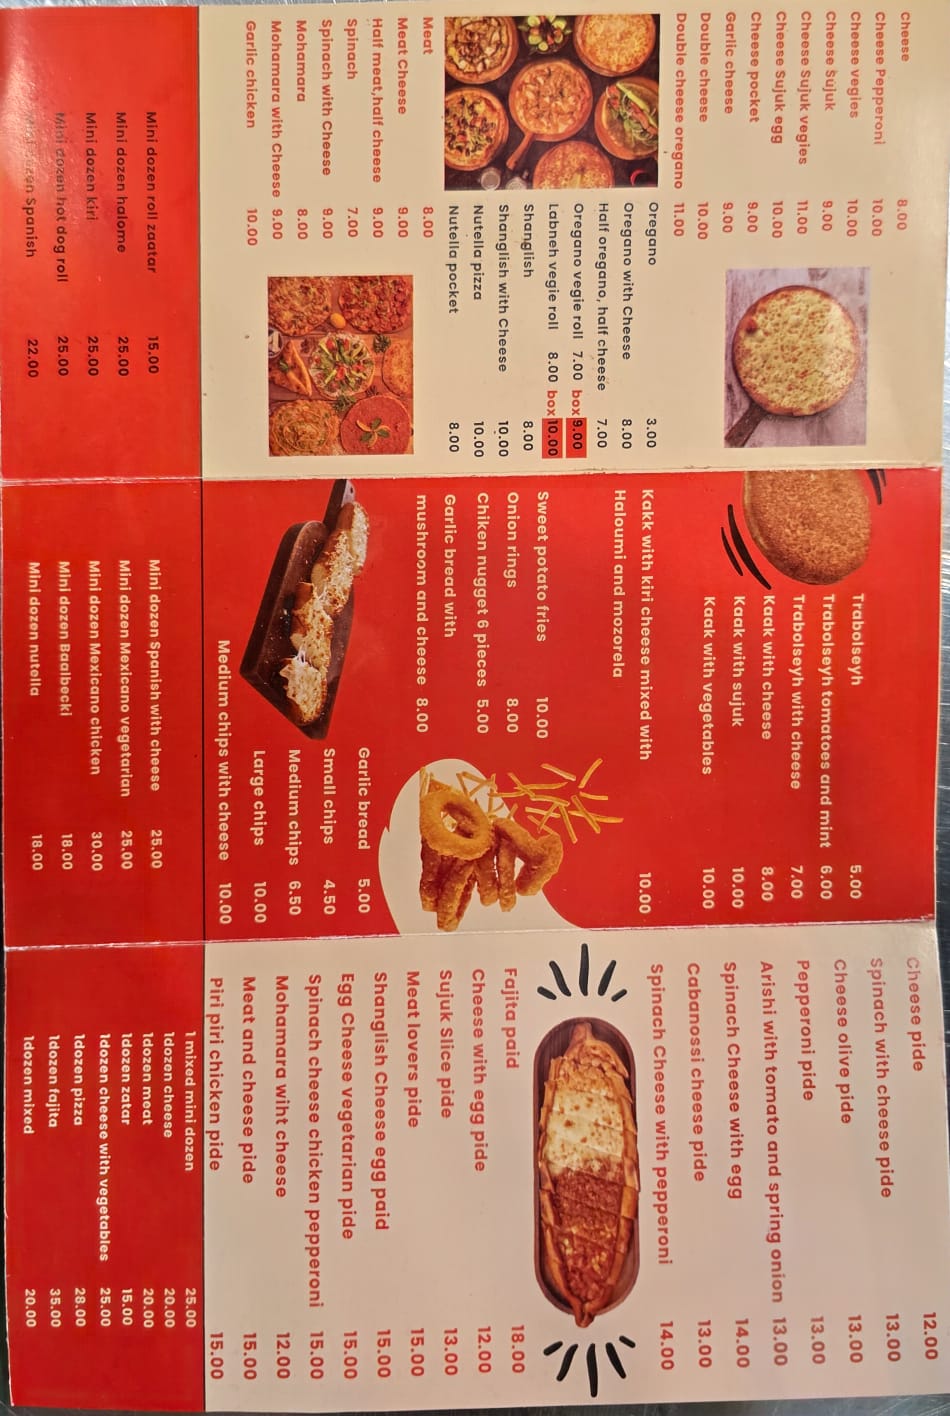 Cheese 8.00
Cheese Pepperoni 10.00
Cheese vegies 10.00
Cheese Sujuk 9.00
Cheese Sujuk vegies 11.00
Cheese Sujuk egg 10.00
Cheese pocket 9.00
Garlic cheese 9.00
Double cheese 10.00
Double cheese oregano 11.00
Oregano 3.00
Oregano with Cheese 8.00
Half oregano, half cheese 7.00
Oregano vegie roll 7.00 box 9.00
Labneh vegie roll 8.00 box 10.00
Shanglish 8.00
Shanglish with Cheese 10.00
Nutella pizza 10.00
Nutella pocket 8.00
Meat 8.00
Meat Cheese 9.00
Half meat,half cheese 9.00
Spinach 7.00
Spinach with Cheese 9.00
Mohamara 8.00
Mohamara with Cheese 9.00
Garlic chicken 10.00
Mini dozen roll zaatar 15.00
Mini dozen halome 25.00
Mini dozen kiri 25.00
Mini dozen hot dog roll 25.00
Mini dozen Spanish 22.00
Trabolseyh 5.00
Trabolseyh tomatoes and mint 6.00
Trabolseyh with cheese 7.00
Kaak with cheese 8.00
Kaak with sujuk 10.00
Kaak with vegetables 10.00
Kakk with kiri cheese mixed with 10.00
Haloumi and mozorela
Sweet potato fries 10.00
Onion rings 8.00
Chiken nugget 6 pieces 5.00
Garlic bread with
mushroom and cheese 8.00
Garlic bread 5.00
Small chips 4.50
Medium chips 6.50
Large chips 10.00
Medium chips with cheese 10.00
Mini dozen Spanish with cheese 25.00
Mini dozen Mexicano vegetarian 25.00
Mini dozen Mexicano chicken 30.00
Mini dozen Baalbecki 18.00
Mini dozen nutella 18.00
Cheese pide 12.00
Spinach with cheese pide 13.00
Cheese olive pide 13.00
Pepperoni pide 13.00
Arishi with tomato and spring onion 13.00
Spinach Cheese with egg 14.00
Cabanossi cheese pide 13.00
Spinach Cheese with pepperoni 14.00
Fajita paid 18.00
Cheese with egg pide 12.00
Sujuk Slice pide 13.00
Meat lovers pide 15.00
Shanglish Cheese egg paid 15.00
Egg Cheese vegetarian pide 15.00
Spinach cheese chicken pepperoni 15.00
Mohamara wiht cheese 12.00
Meat and cheese pide 15.00
Piri piri chicken pide 15.00
1 mixed mini dozen 25.00
1dozen cheese 20.00
1dozen meat 20.00
1dozen zatar 15.00
1dozen cheese with vegetables 25.00
1dozen pizza 28.00
1dozen fajita 35.00
1dozen mixed 20.00